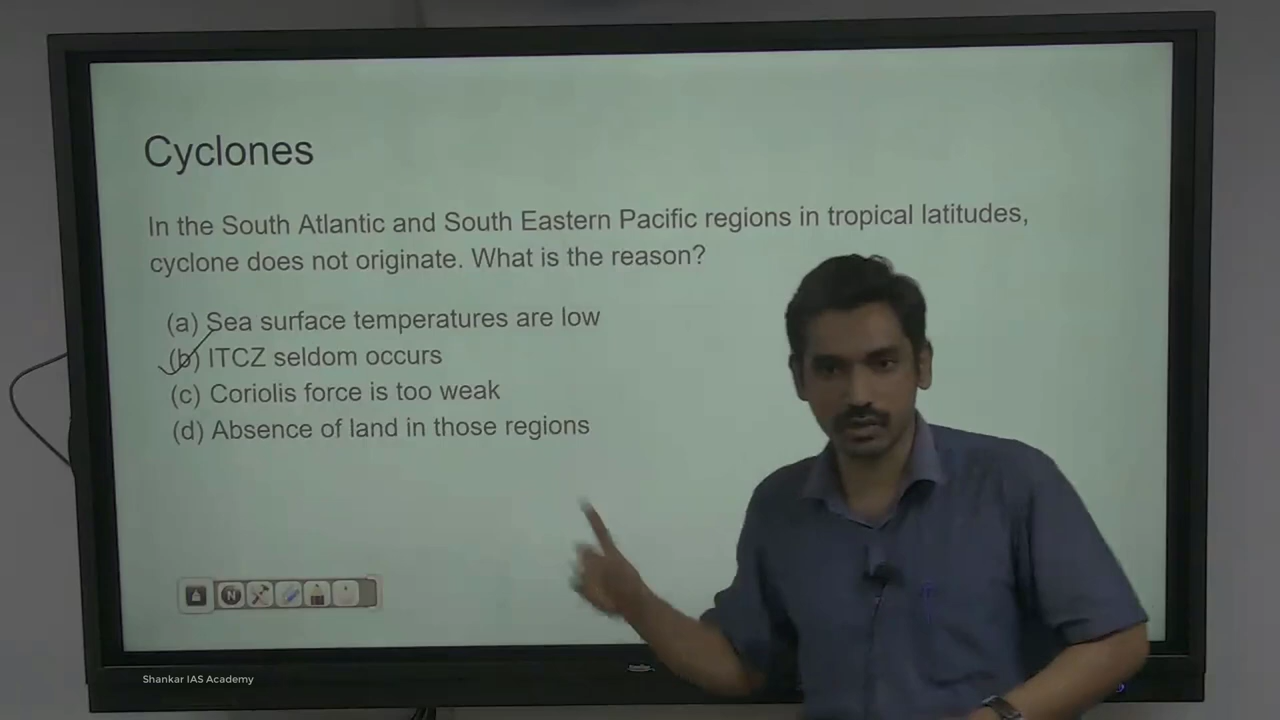 Cyclones
In the South Atlantic and South Eastern Pacific regions in tropical latitudes,
cyclone does not originate. What is the reason?
(a) Sea surface temperatures are low
(b) ITCZ seldom occurs
(c) Coriolis force is too weak
(d) Absence of land in those regions
N
Shankar IAS Academy